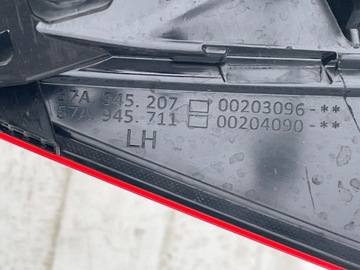 57A 945.207 □ 00203096-**
57A 945.711 □ 00204090-**
LH